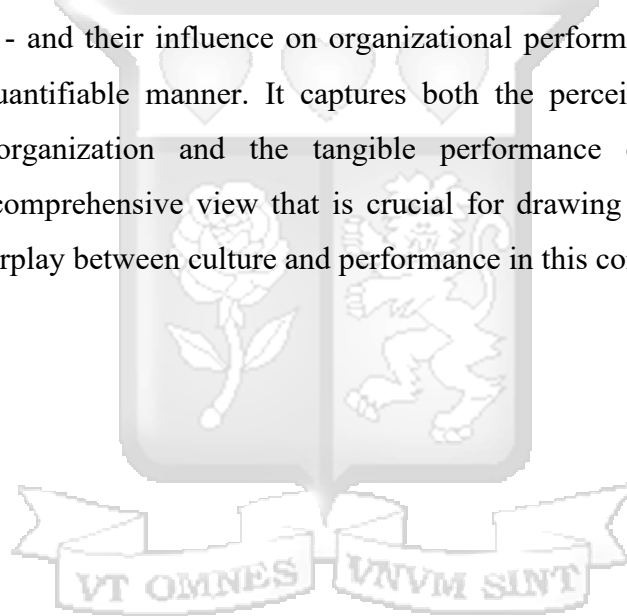 - and their influence on organizational perform
uantifiable manner. It captures both the percei
organization and the tangible performance
comprehensive view that is crucial for drawing
rplay between culture and performance in this co
VT OMNES VNVM SINT